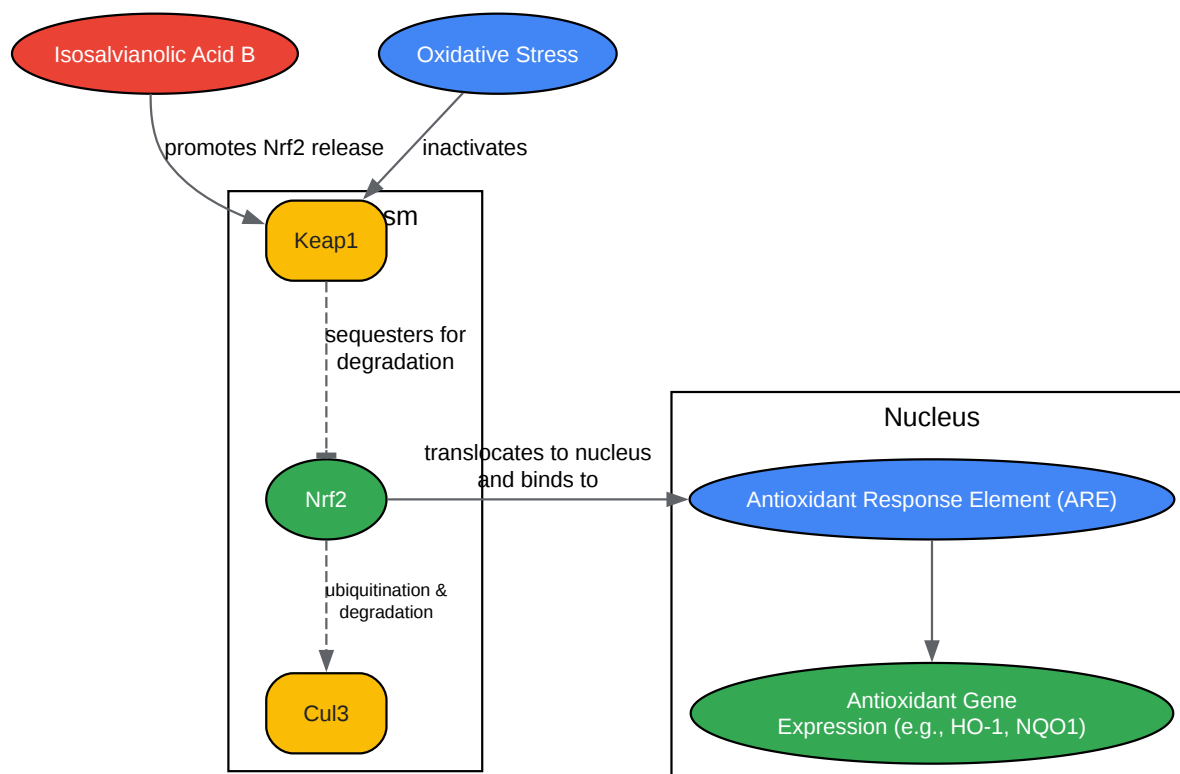 Isosalvianolic Acid B
Oxidative Stress
promotes Nrf2 release
inactivates
sm
Keap1
sequesters for
degradation
Nucleus
translocates to nucleus
and binds to
Nrf2
Antioxidant Response Element (ARE)
ubiquitination &
degradation
Cul3
Antioxidant Gene
Expression (e.g., HO-1, NQO1)